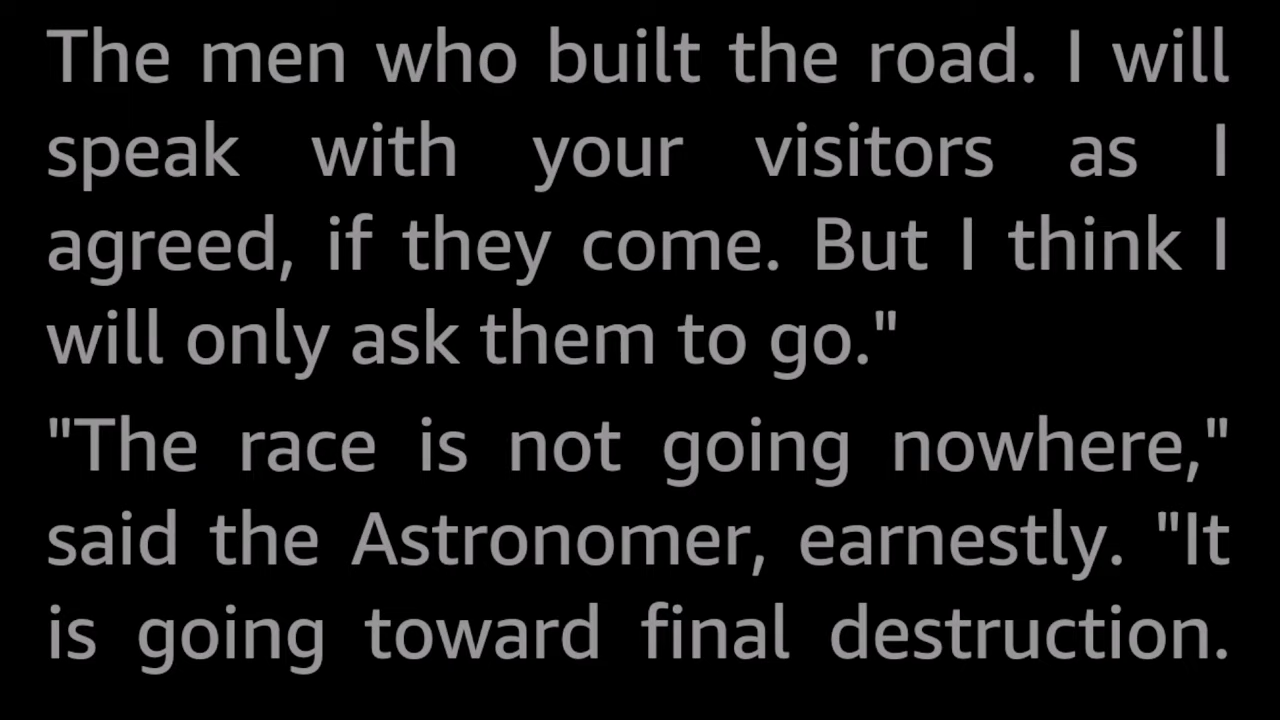 The men who built the road. I will
speak with your visitors as I
agreed, if they come. But I think I
will only ask them to go."
"The race is not going nowhere,"
said the Astronomer, earnestly. "It
is going toward final destruction.